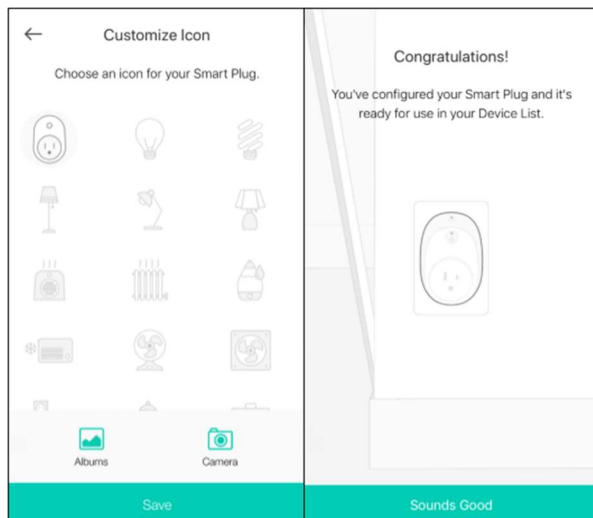 Customize Icon
Choose an icon for your Smart Plug.
Albums
Camera
Save
Congratulations!
You've configured your Smart Plug and it's
ready for use in your Device List.
Sounds Good